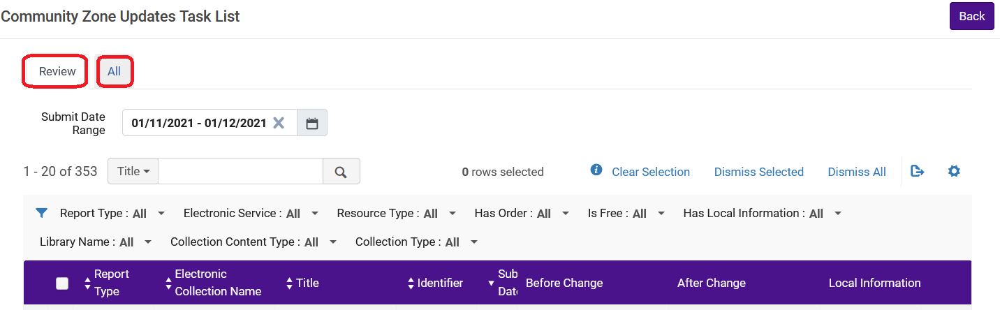 Community Zone Updates Task List
Back
Review
All
Submit Date
Range
01/11/2021 - 01/12/2021
1 - 20 of 353
Title
0 rows selected
Clear Selection
Dismiss Selected
Dismiss All
Report Type : All
Electronic Service : All
Resource Type : All
Has Order : All
Is Free : All
Has Local Information : All
Library Name : All
Collection Content Type : All
Collection Type : All
Report
Type
Electronic
Collection Name
Title
Identifier
Sub
Dat
Before Change
After Change
Local Information